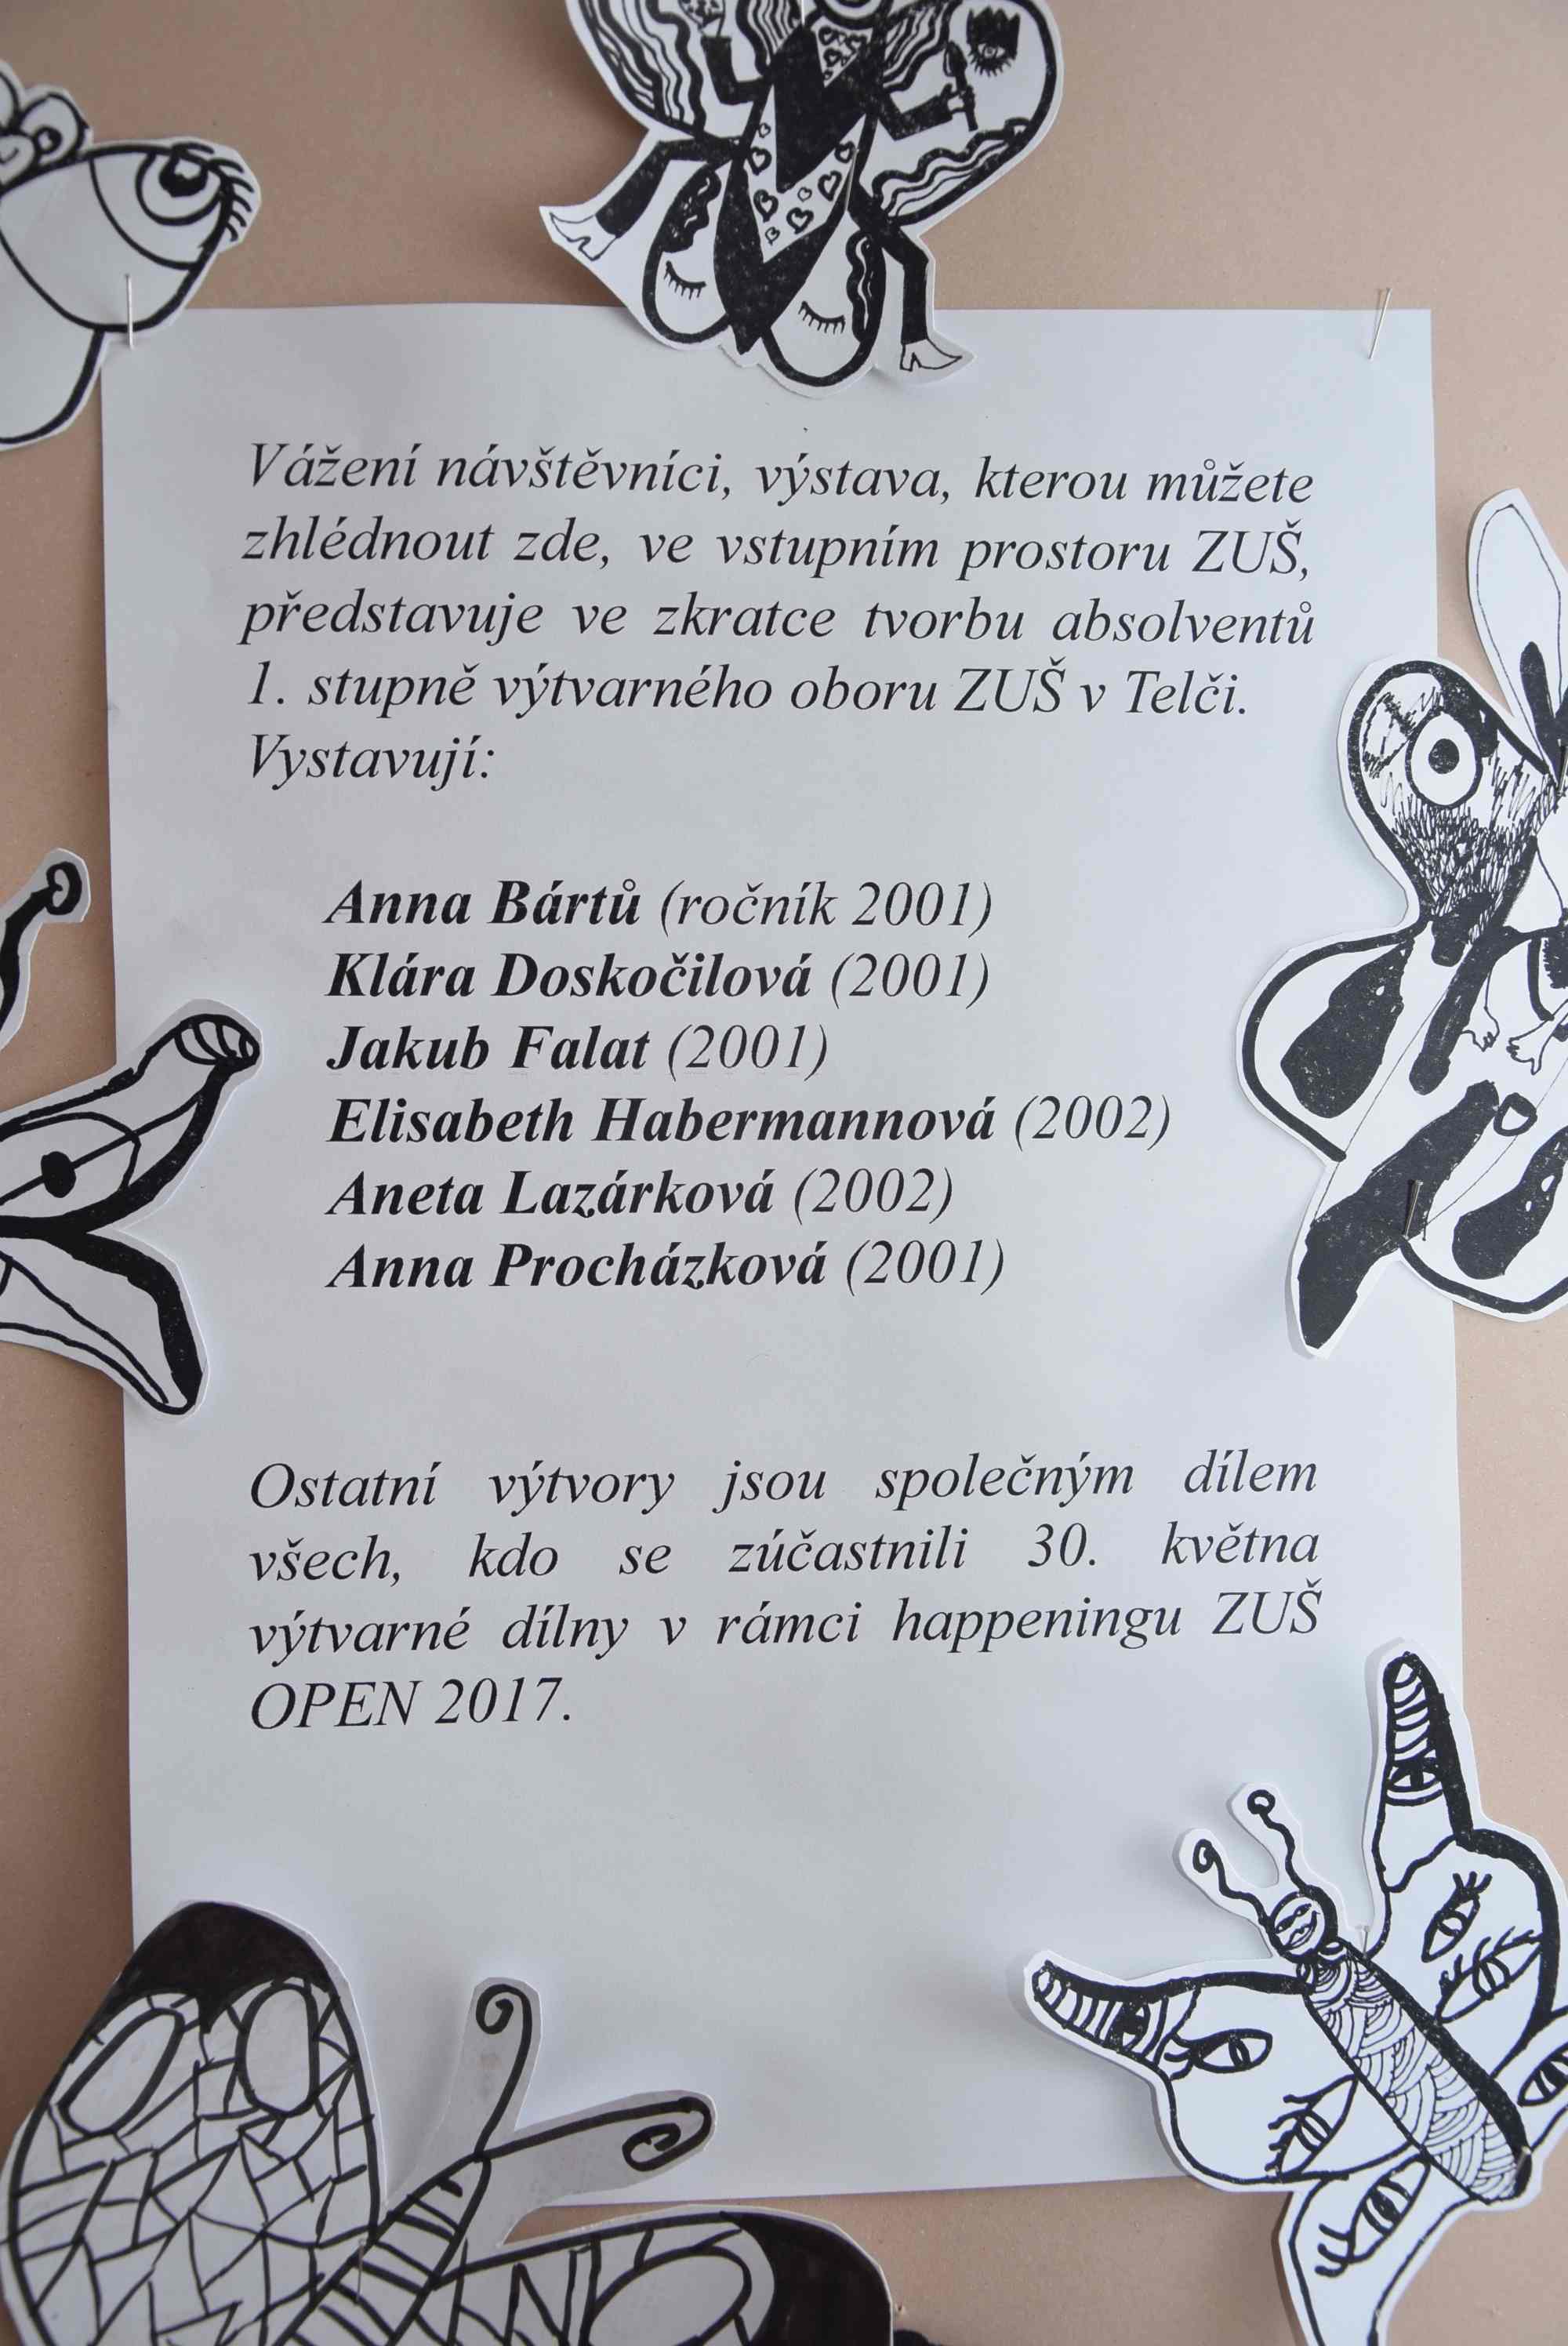 Vážení návštěvníci, výstava, kterou můžete
zhlédnout zde, ve vstupním prostoru ZUŠ,
představuje ve zkratce tvorbu absolventů
1. stupně výtvarného oboru ZUŠ v Telči.
Vystavují:
Anna Bártů (ročník 2001)
Klára Doskočilová (2001)
Jakub Falat (2001)
Elisabeth Habermannová (2002)
Aneta Lazárková (2002)
Anna Procházková (2001)
Ostatní výtvory jsou společným dílem
všech, kdo se zúčastnili 30. května
výtvarné dílny v rámci happeningu ZUŠ
OPEN 2017.